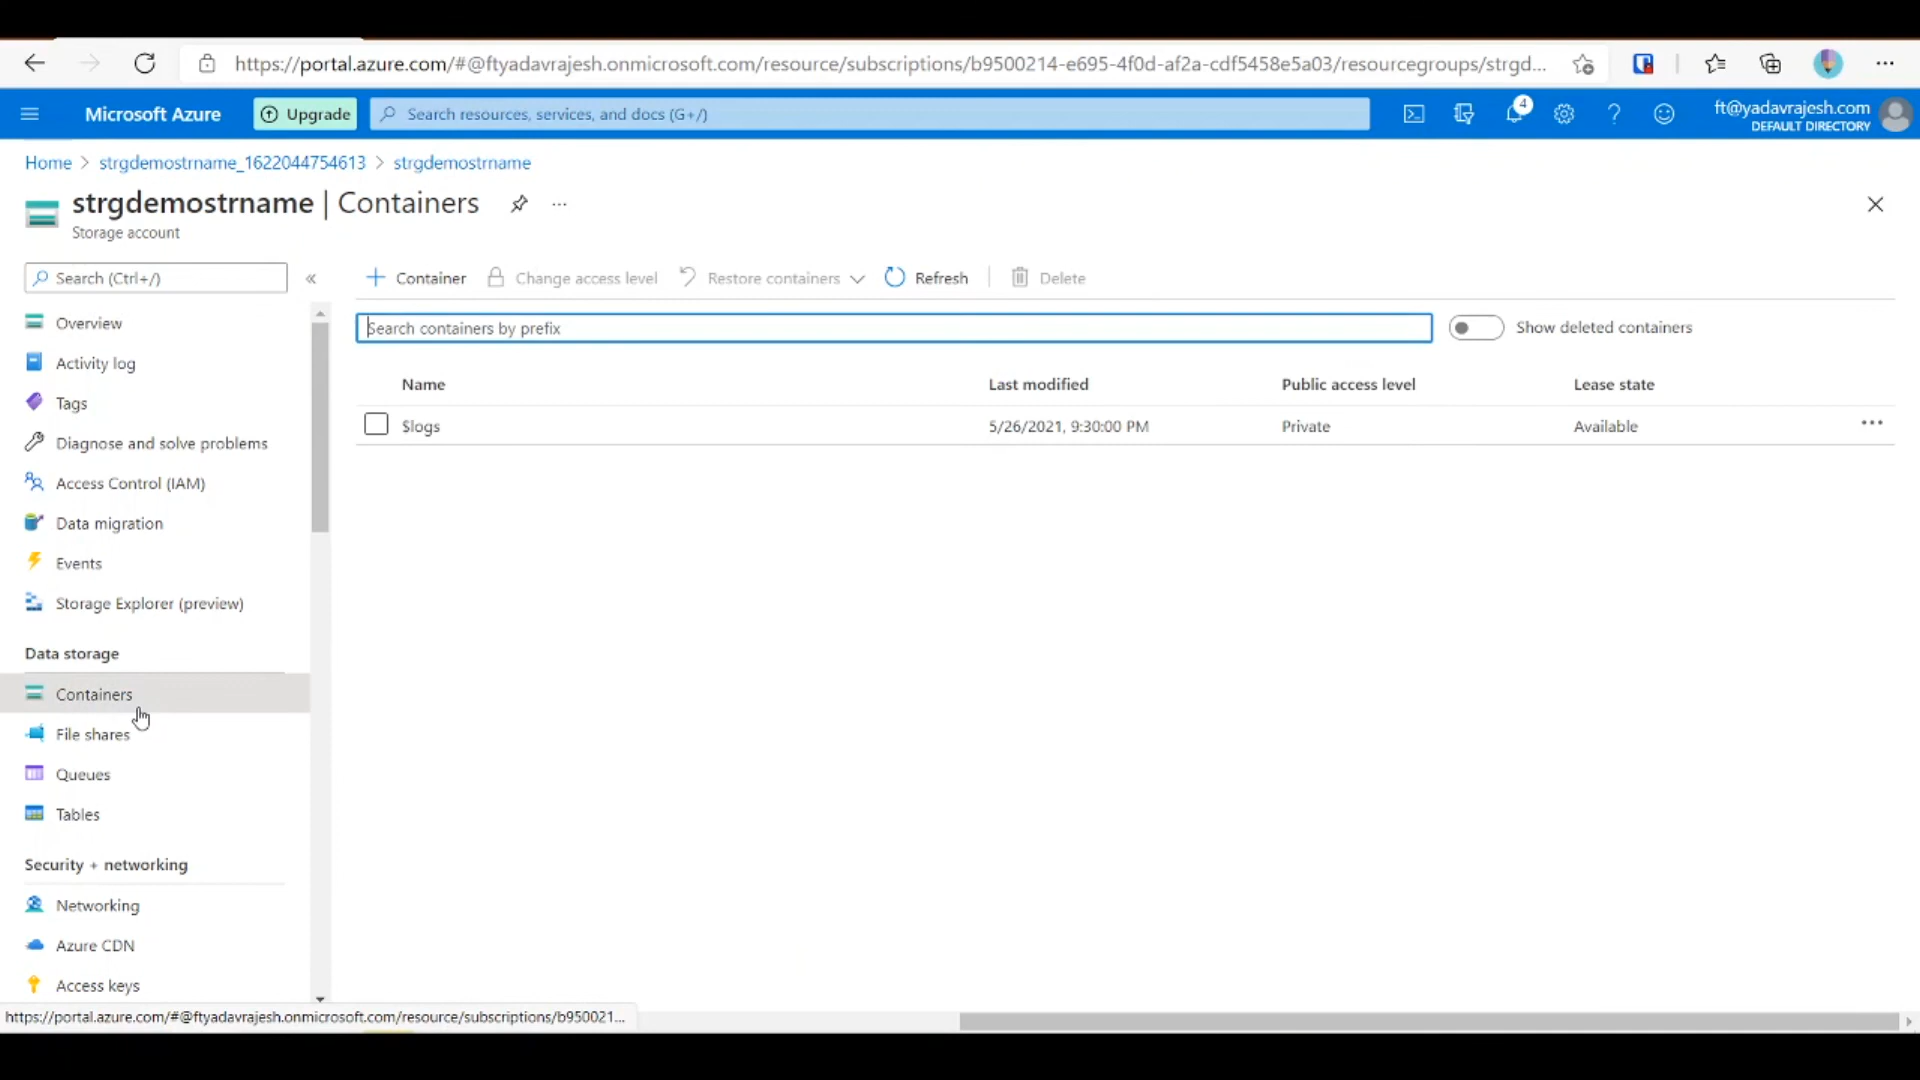 https://portal.azure.com/#@ftyadavrajesh.onmicrosoft.com/resource/subscriptions/b9500214-e695-4f0d-af2a-cdf5458e5a03/resourcegroups/strgd...
Microsoft Azure
Upgrade
Search resources, services, and docs (G+/)
4
ft@yadavrajesh.com
DEFAULT DIRECTORY
Home > strgdemostrname_1622044754613 > strgdemostrname
strgdemostrname | Containers
Storage account
Search (Ctrl+/)
Overview
Activity log
Tags
Diagnose and solve problems
Access Control (IAM)
Data migration
Events
Storage Explorer (preview)
Data storage
Containers
File shares
Queues
Tables
Security + networking
Networking
Azure CDN
Access keys
Container Change access level Restore containers Refresh Delete
Search containers by prefix
Show deleted containers
Name Last modified Public access level Lease state
$logs 5/26/2021, 9:30:00 PM Private Available
https://portal.azure.com/#@ftyadavrajesh.onmicrosoft.com/resource/subscriptions/b950021...